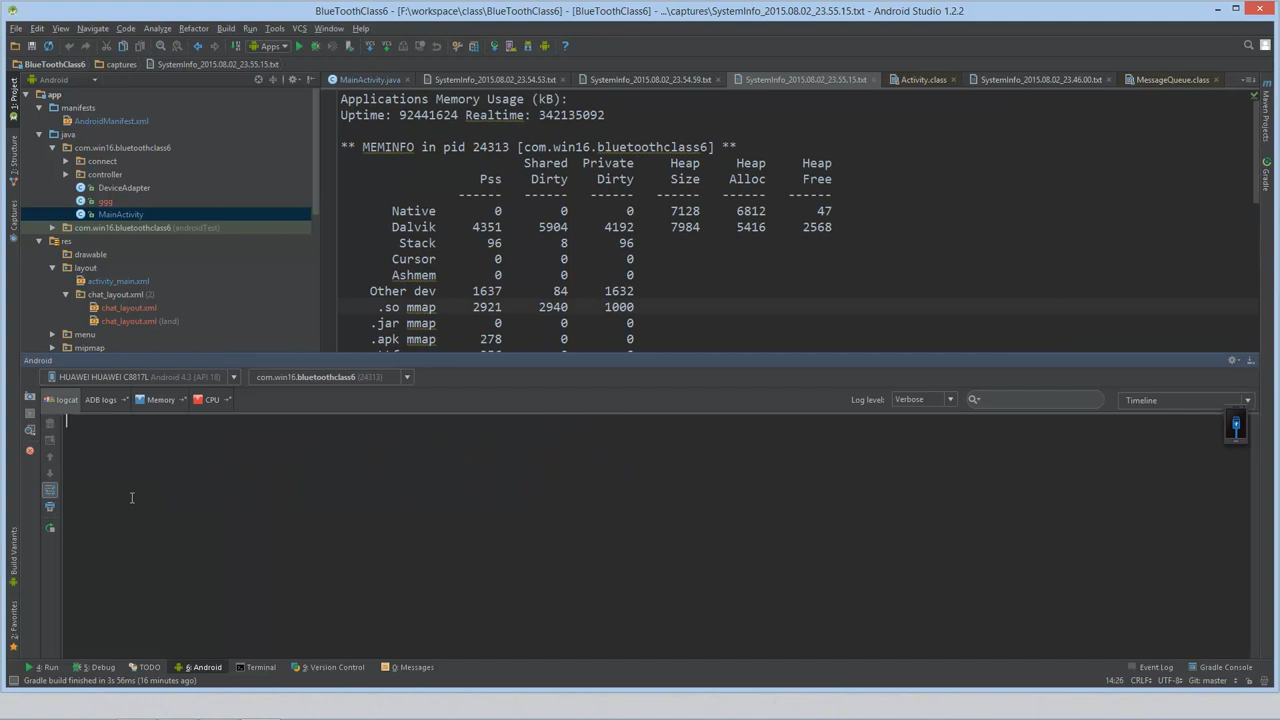 BlueToothClass6 - [F:\workspace\class\BlueToothClass6] - [BlueToothClass6] - ...\captures\SystemInfo_2015.08.02_23.55.15.txt - Android Studio 1.2.2
File Edit View Navigate Code Analyze Refactor Build Run Tools VCS Window Help
Apps
BlueToothClass6 captures SystemInfo_2015.08.02_23.55.15.txt
Android
MainActivity.java SystemInfo_2015.08.02_23.54.53.txt SystemInfo_2015.08.02_23.54.59.txt SystemInfo_2015.08.02_23.55.15.txt Activity.class SystemInfo_2015.08.02_23.46.00.txt MessageQueue.class
1: Project
Z: Structure
Captures
Build Variants
2: Favorites
Maven Projects
Gradle
app
manifests
AndroidManifest.xml
java
com.win16.bluetoothclass6
connect
controller
DeviceAdapter
ggg
MainActivity
com.win16.bluetoothclass6 (androidTest)
res
drawable
layout
activity_main.xml
chat_layout.xml (2)
chat_layout.xml
chat_layout.xml (land)
menu
mipmap
Applications Memory Usage (kB):
Uptime: 92441624 Realtime: 342135092
** MEMINFO in pid 24313 [com.win16.bluetoothclass6] **
Shared Private Heap Heap Heap
Pss Dirty Dirty Size Alloc Free
------ ------ ------ ------ ------ ------
Native 0 0 0 7128 6812 47
Dalvik 4351 5904 4192 7984 5416 2568
Stack 96 8 96
Cursor 0 0 0
Ashmem 0 0 0
Other dev 1637 84 1632
.so mmap 2921 2940 1000
.jar mmap 0 0 0
.apk mmap 278 0 0
Android
HUAWEI HUAWEI C8817L Android 4.3 (API 18) com.win16.bluetoothclass6 (24313)
logcat ADB logs Memory CPU Log level: Verbose Timeline
4: Run 5: Debug TODO 6: Android Terminal 9: Version Control 0: Messages Event Log Gradle Console
Gradle build finished in 3s 56ms (16 minutes ago) 14:26 CRLF UTF-8 Git: master